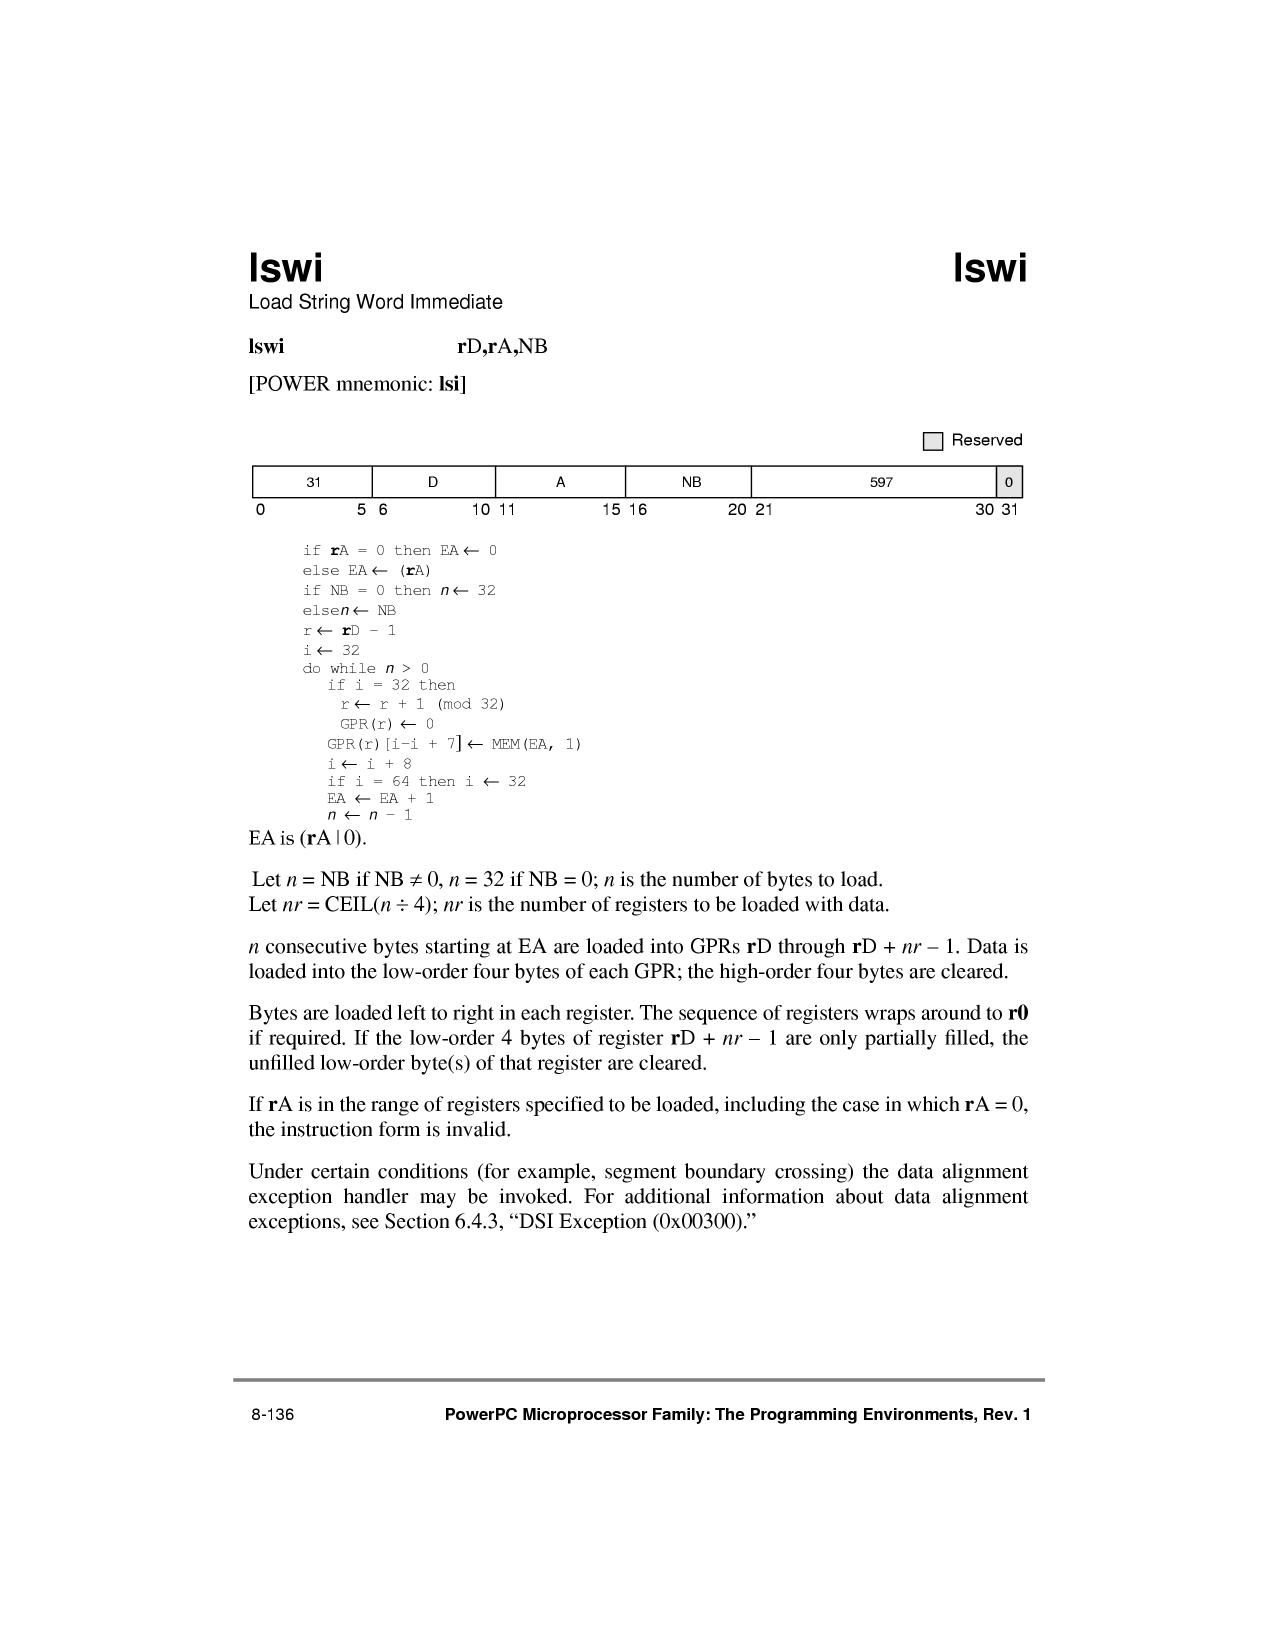 lswi lswi
Load String Word Immediate
lswi rD,rA,NB
[POWER mnemonic: lsi]
Reserved
31 D A NB 597 0
0 5 6 10 11 15 16 20 21 30 31
if rA = 0 then EA ← 0
else EA ← (rA)
if NB = 0 then n ← 32
elsen ← NB
r ← rD – 1
i ← 32
do while n > 0
if i = 32 then
r ← r + 1 (mod 32)
GPR(r) ← 0
GPR(r)[i–i + 7] ← MEM(EA, 1)
i ← i + 8
if i = 64 then i ← 32
EA ← EA + 1
n ← n – 1
EA is (rA|0).
Let n = NB if NB ≠ 0, n = 32 if NB = 0; n is the number of bytes to load.
Let nr = CEIL(n ÷ 4); nr is the number of registers to be loaded with data.
n consecutive bytes starting at EA are loaded into GPRs rD through rD + nr – 1. Data is
loaded into the low-order four bytes of each GPR; the high-order four bytes are cleared.
Bytes are loaded left to right in each register. The sequence of registers wraps around to r0
if required. If the low-order 4 bytes of register rD + nr – 1 are only partially filled, the
unfilled low-order byte(s) of that register are cleared.
If rA is in the range of registers specified to be loaded, including the case in which rA = 0,
the instruction form is invalid.
Under certain conditions (for example, segment boundary crossing) the data alignment
exception handler may be invoked. For additional information about data alignment
exceptions, see Section 6.4.3, “DSI Exception (0x00300).”
8-136 PowerPC Microprocessor Family: The Programming Environments, Rev. 1